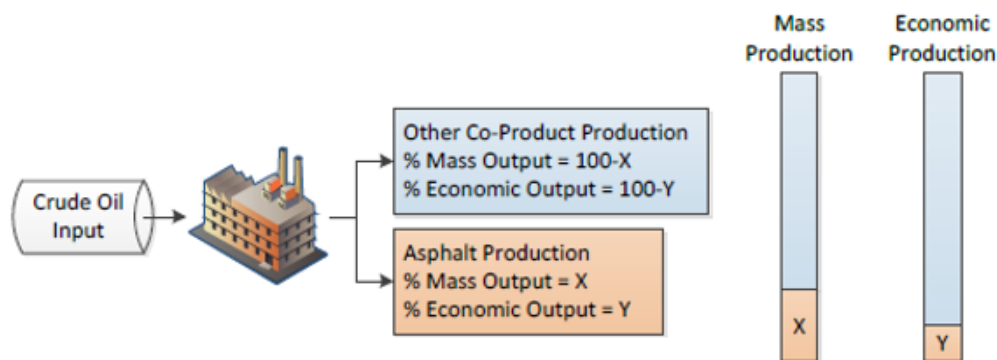 Mass
Production
Economic
Production
Other Co-Product Production
% Mass Output = 100-X
% Economic Output = 100-Y
Crude Oil
Input
Asphalt Production
% Mass Output = X
% Economic Output = Y
X
Y